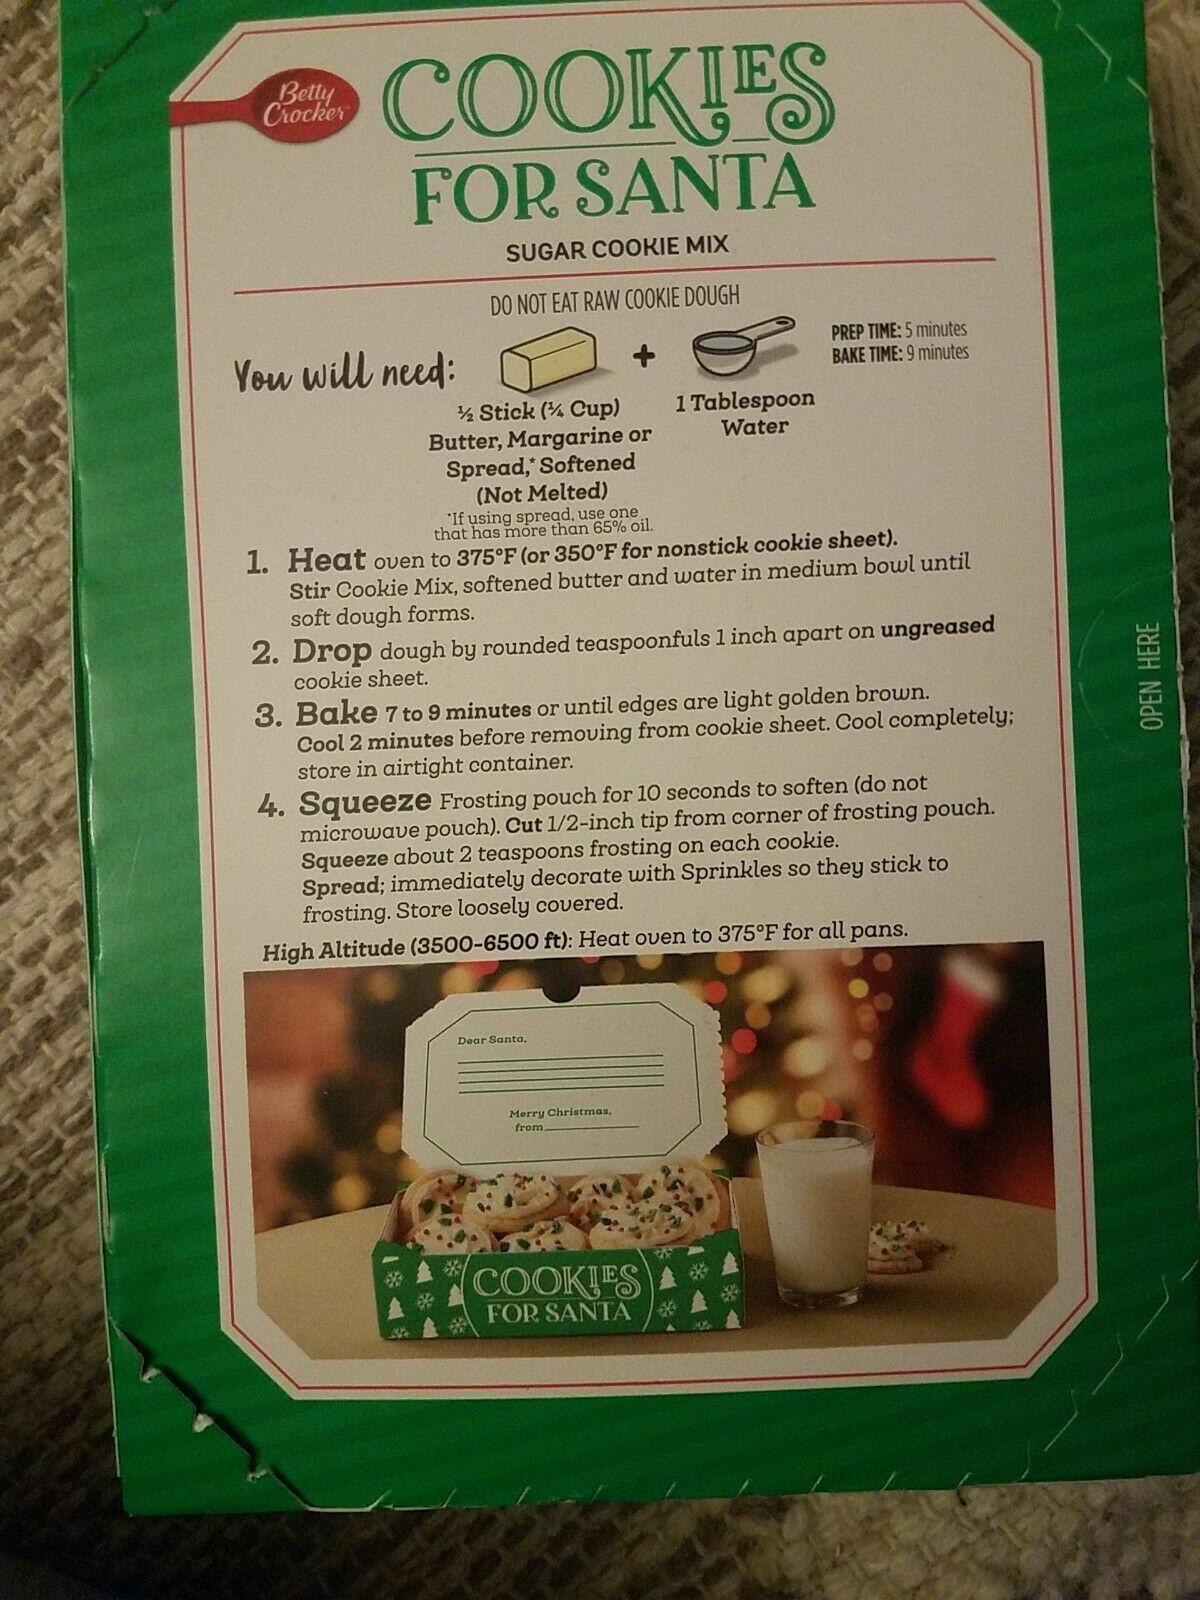 Betty
Crocker
COOKIES
FOR SANTA
SUGAR COOKIE MIX
DO NOT EAT RAW COOKIE DOUGH
You will need:
½ Stick (¼ Cup)
Butter, Margarine or
Spread,* Softened
(Not Melted)
*If using spread, use one
that has more than 65% oil.
+
1 Tablespoon
Water
PREP TIME: 5 minutes
BAKE TIME: 9 minutes
1. Heat oven to 375°F (or 350°F for nonstick cookie sheet).
Stir Cookie Mix, softened butter and water in medium bowl until
soft dough forms.
2. Drop dough by rounded teaspoonfuls 1 inch apart on ungreased
cookie sheet.
3. Bake 7 to 9 minutes or until edges are light golden brown.
Cool 2 minutes before removing from cookie sheet. Cool completely;
store in airtight container.
4. Squeeze Frosting pouch for 10 seconds to soften (do not
microwave pouch). Cut 1/2-inch tip from corner of frosting pouch.
Squeeze about 2 teaspoons frosting on each cookie.
Spread; immediately decorate with Sprinkles so they stick to
frosting. Store loosely covered.
High Altitude (3500-6500 ft): Heat oven to 375°F for all pans.
OPEN HERE
Dear Santa,
Merry Christmas,
from
COOKIES
FOR SANTA